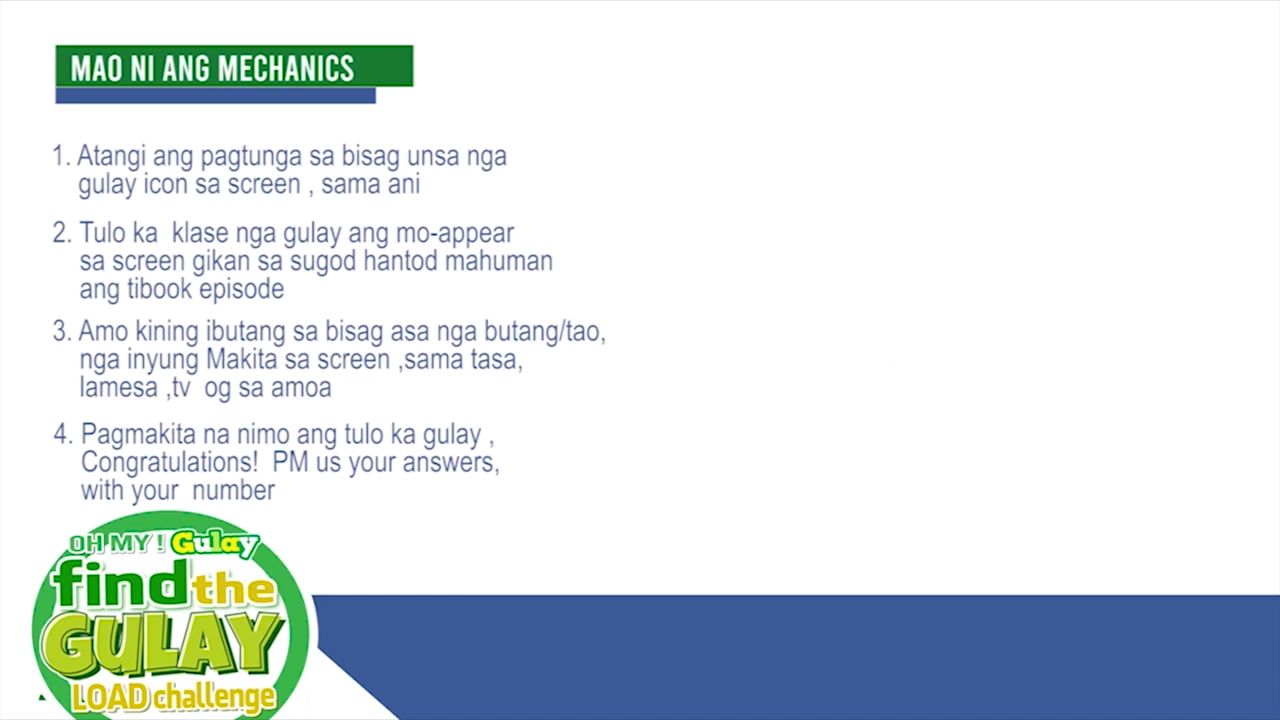 MAO NI ANG MECHANICS
1. Atangi ang pagtunga sa bisag unsa nga
gulay icon sa screen , sama ani
2. Tulo ka klase nga gulay ang mo-appear
sa screen gikan sa sugod hantod mahuman
ang tibook episode
3. Amo kining ibutang sa bisag asa nga butang/tao,
nga inyung Makita sa screen ,sama tasa,
lamesa ,tv og sa amoa
4. Pagmakita na nimo ang tulo ka gulay ,
Congratulations! PM us your answers,
with your number
OH MY! Gulay
find the
GULAY
LOAD challenge